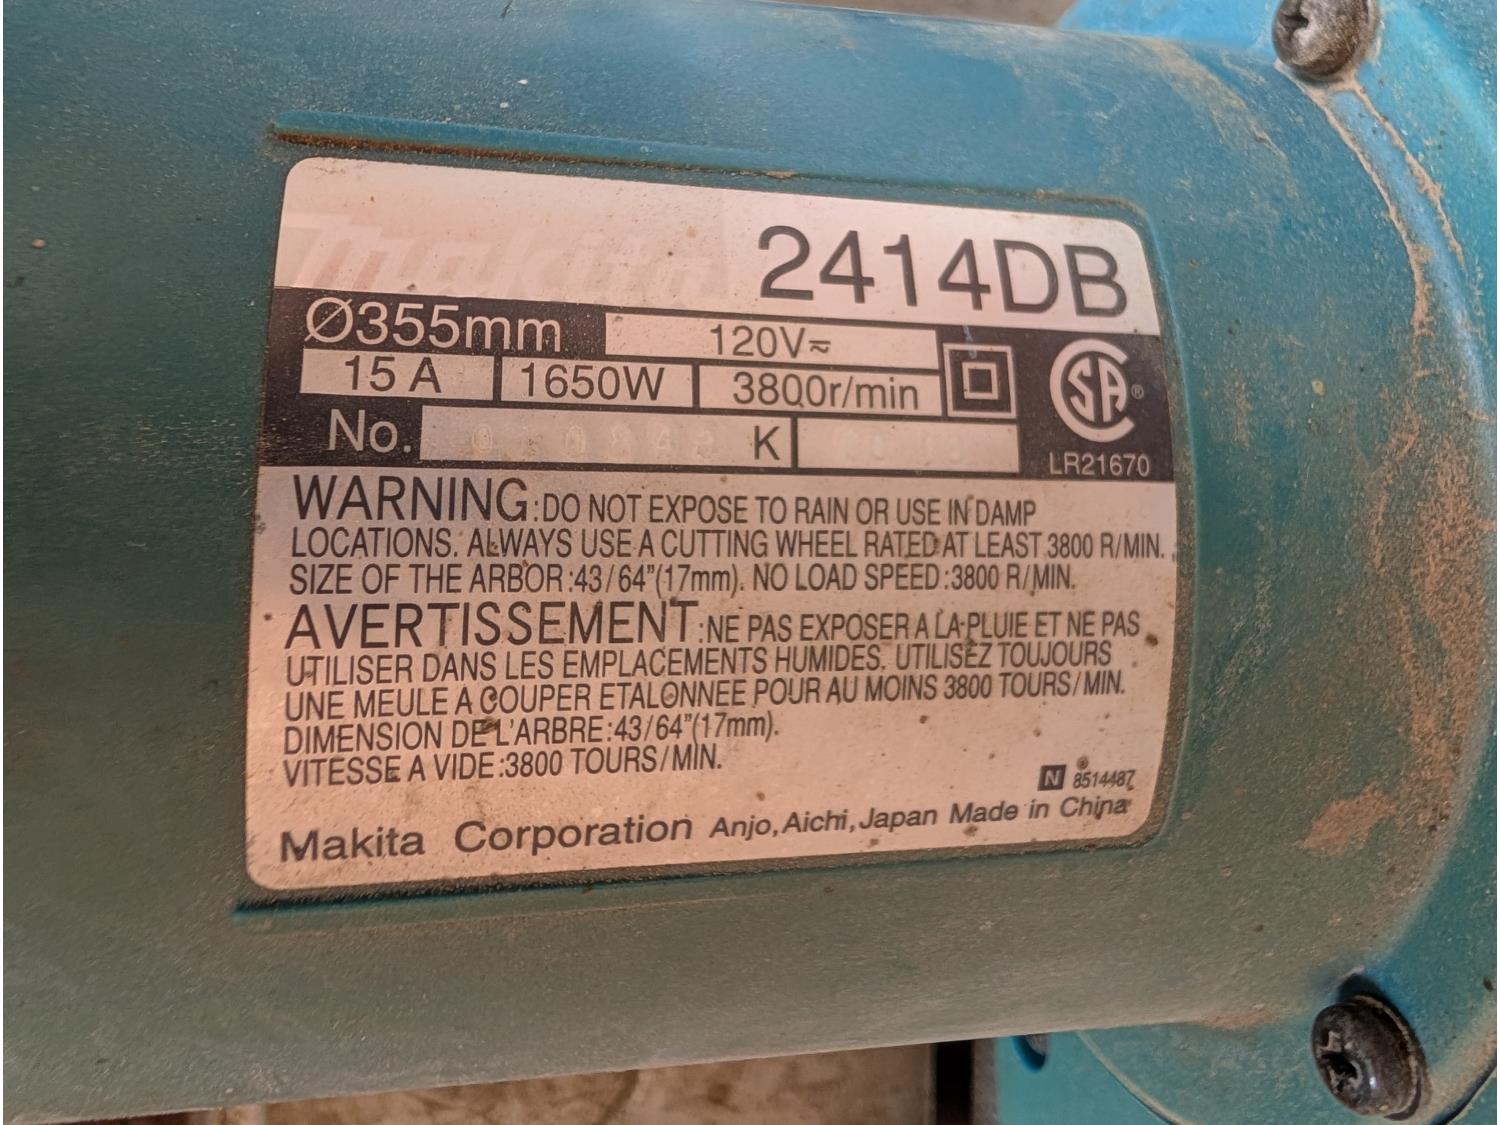 Makita 2414DB
Ø355mm 120V⎓
15 A 1650W 3800r/min
No. K
LR21670
WARNING:DO NOT EXPOSE TO RAIN OR USE IN DAMP
LOCATIONS. ALWAYS USE A CUTTING WHEEL RATED AT LEAST 3800 R/MIN.
SIZE OF THE ARBOR:43/64"(17mm). NO LOAD SPEED:3800 R/MIN.
AVERTISSEMENT:NE PAS EXPOSER A LA PLUIE ET NE PAS
UTILISER DANS LES EMPLACEMENTS HUMIDES. UTILISEZ TOUJOURS
UNE MEULE A COUPER ETALONNEE POUR AU MOINS 3800 TOURS/MIN.
DIMENSION DE L'ARBRE:43/64"(17mm).
VITESSE A VIDE:3800 TOURS/MIN.
N 8514487
Makita Corporation Anjo,Aichi,Japan Made in China